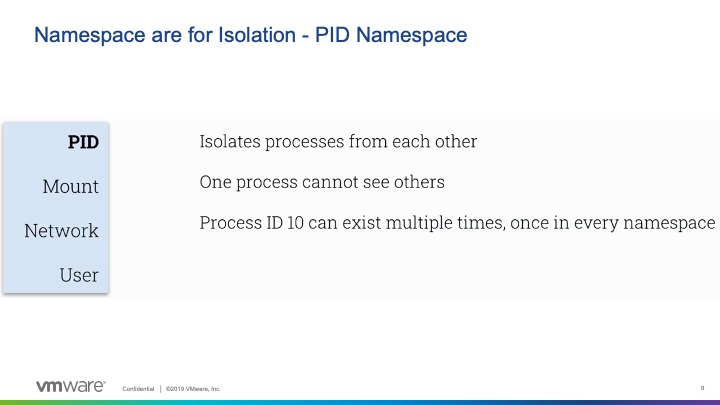 Namespace are for Isolation - PID Namespace
PID
Mount
Network
User
Isolates processes from each other
One process cannot see others
Process ID 10 can exist multiple times, once in every namespace
vmware®
Confidential │ ©2019 VMware, Inc.
9